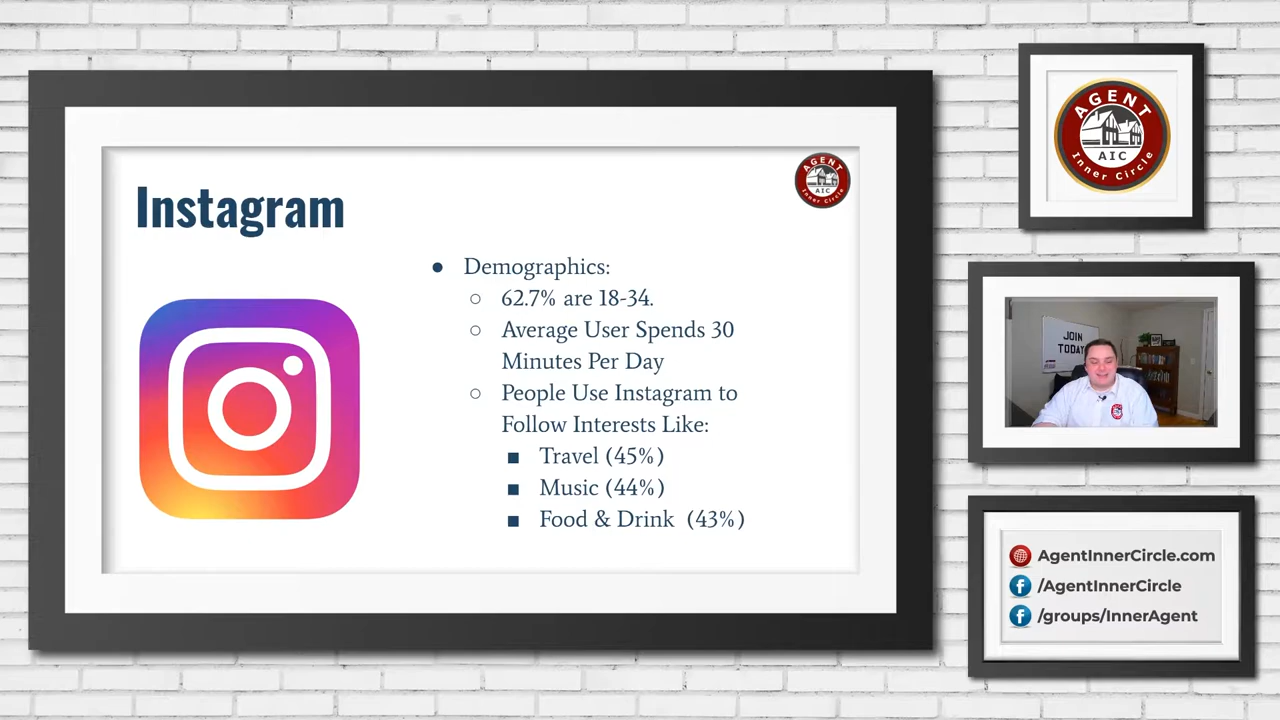 Instagram
AGENT
AIC
Inner Circle
Demographics:
62.7% are 18-34.
Average User Spends 30
Minutes Per Day
People Use Instagram to
Follow Interests Like:
Travel (45%)
Music (44%)
Food & Drink (43%)
AGENT
AIC
Inner Circle
JOIN
TODAY
AgentInnerCircle.com
/AgentInnerCircle
/groups/InnerAgent